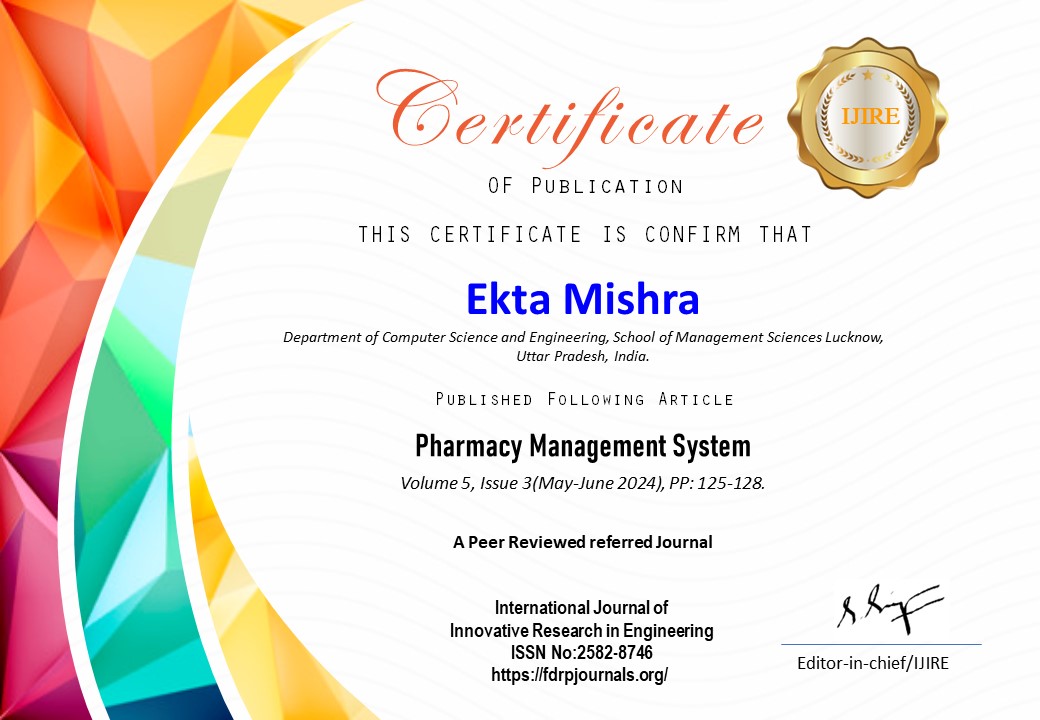 Certificate
IJIRE
OF PUBLICATION
THIS CERTIFICATE IS CONFIRM THAT
Ekta Mishra
Department of Computer Science and Engineering, School of Management Sciences Lucknow,
Uttar Pradesh, India.
PUBLISHED FOLLOWING ARTICLE
Pharmacy Management System
Volume 5, Issue 3(May-June 2024), PP: 125-128.
A Peer Reviewed referred Journal
International Journal of
Innovative Research in Engineering
ISSN No:2582-8746
https://fdrpjournals.org/
Editor-in-chief/IJIRE